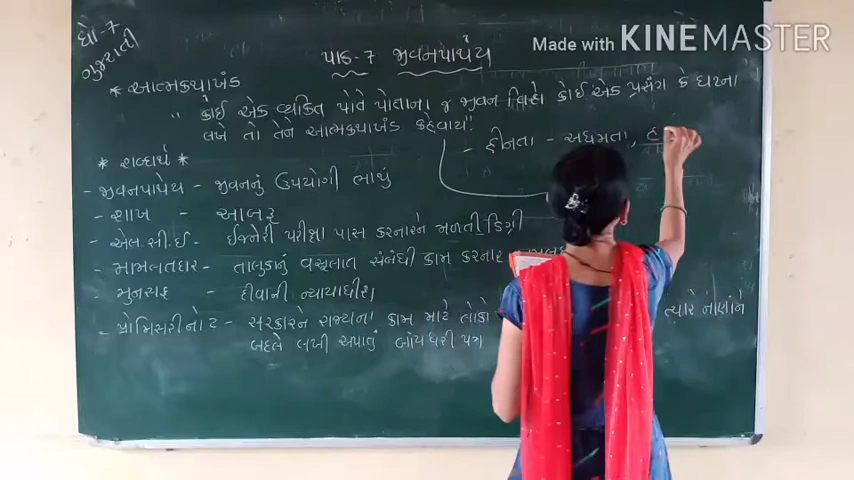 Made with KINEMASTER
ધો-7
ગુજરાતી
પાઠ-7 જીવનપાથેય
* આત્મકથાખંડ
" કોઈ એક વ્યક્તિ પોતે પોતાના જ જીવન વિશે કોઈ એક પ્રસંગ કે ઘટના
લખે તો તેને આત્મકથાખંડ કહેવાય"
- હીનતા - અધમતા,
* શબ્દાર્થ *
- જીવનપાથેય - જીવનનું ઉપયોગી ભાથું
- શાખ - આબરૂ
- એલ.સી.ઈ. - ઈજનેરી પરીક્ષા પાસ કરનારને મળતી ડિગ્રી
- મામલતદાર - તાલુકાનું વસૂલાત સંબંધી કામ કરનાર
- મુનસફ - દીવાની ન્યાયાધીશ
- પ્રોમિસરી નોટ - સરકારને રાજ્યના કામ માટે લોકો ત્યારે નાણાંને
બદલે લખી અપાતું બાંયધરી પત્ર